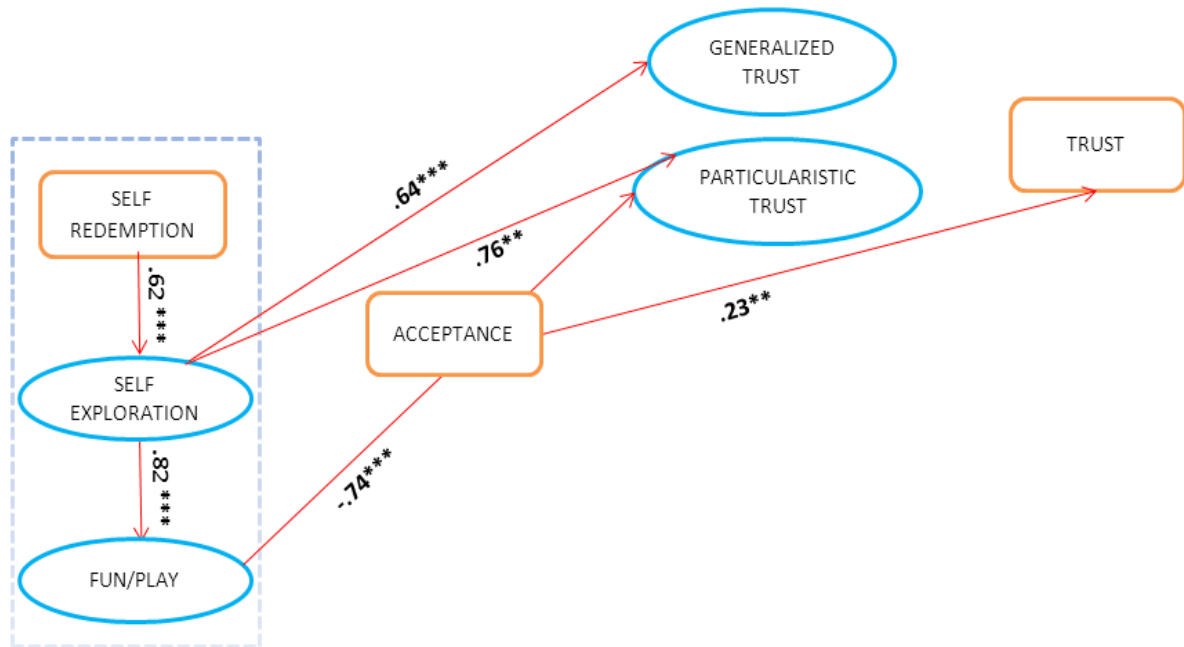 GENERALIZED
TRUST
TRUST
PARTICULARISTIC
TRUST
SELF
REDEMPTION
.64***
.76**
.62 ***
.23**
ACCEPTANCE
SELF
EXPLORATION
.82 ***
-.74***
FUN/PLAY